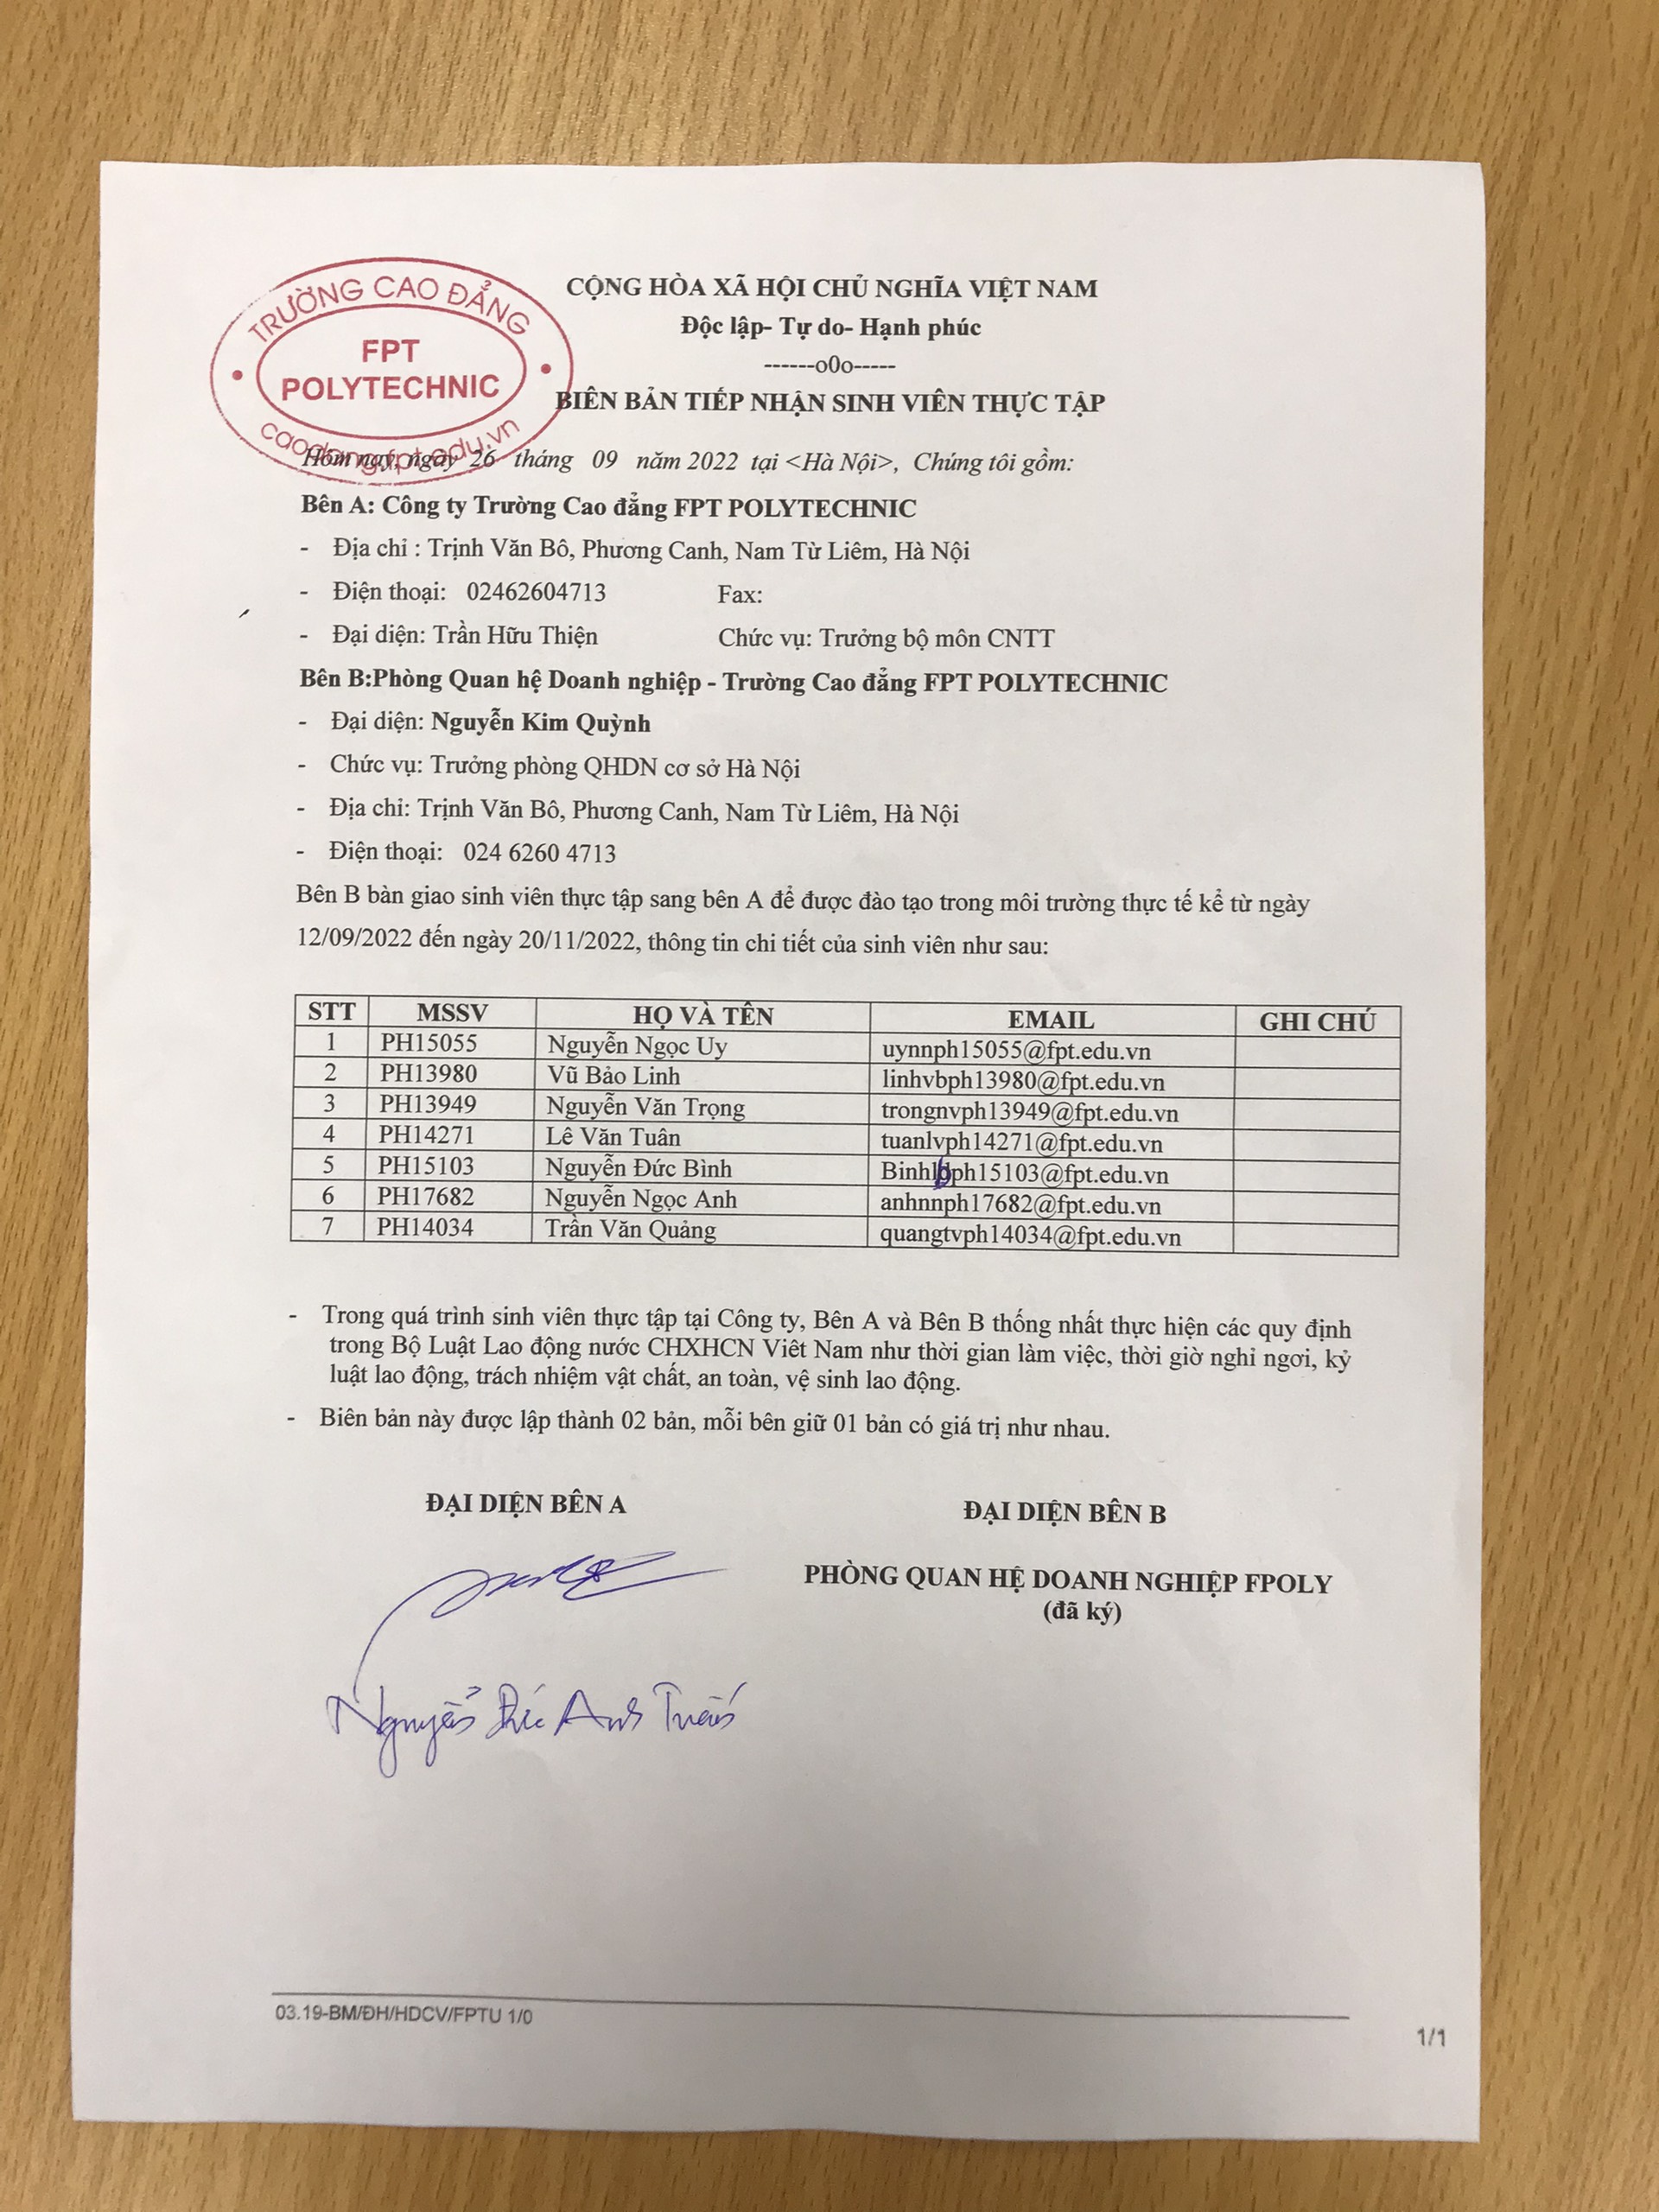 TRƯỜNG CAO ĐẲNG
FPT
POLYTECHNIC
caodang.fpt.edu.vn
CỘNG HÒA XÃ HỘI CHỦ NGHĨA VIỆT NAM
Độc lập- Tự do- Hạnh phúc
------o0o-----
BIÊN BẢN TIẾP NHẬN SINH VIÊN THỰC TẬP
Hôm nay, ngày 26 tháng 09 năm 2022 tại <Hà Nội>, Chúng tôi gồm:
Bên A: Công ty Trường Cao đẳng FPT POLYTECHNIC
- Địa chỉ : Trịnh Văn Bô, Phương Canh, Nam Từ Liêm, Hà Nội
- Điện thoại: 02462604713 Fax:
- Đại diện: Trần Hữu Thiện Chức vụ: Trưởng bộ môn CNTT
Bên B:Phòng Quan hệ Doanh nghiệp - Trường Cao đẳng FPT POLYTECHNIC
- Đại diện: Nguyễn Kim Quỳnh
- Chức vụ: Trưởng phòng QHDN cơ sở Hà Nội
- Địa chỉ: Trịnh Văn Bô, Phương Canh, Nam Từ Liêm, Hà Nội
- Điện thoại: 024 6260 4713
Bên B bàn giao sinh viên thực tập sang bên A để được đào tạo trong môi trường thực tế kể từ ngày
12/09/2022 đến ngày 20/11/2022, thông tin chi tiết của sinh viên như sau:
STT MSSV HỌ VÀ TÊN EMAIL GHI CHÚ
1 PH15055 Nguyễn Ngọc Uy uynnph15055@fpt.edu.vn
2 PH13980 Vũ Bảo Linh linhvbph13980@fpt.edu.vn
3 PH13949 Nguyễn Văn Trọng trongnvph13949@fpt.edu.vn
4 PH14271 Lê Văn Tuân tuanlvph14271@fpt.edu.vn
5 PH15103 Nguyễn Đức Bình
6 PH17682 Nguyễn Ngọc Anh anhnnph17682@fpt.edu.vn
7 PH14034 Trần Văn Quảng quangtvph14034@fpt.edu.vn
- Trong quá trình sinh viên thực tập tại Công ty, Bên A và Bên B thống nhất thực hiện các quy định
trong Bộ Luật Lao động nước CHXHCN Viêt Nam như thời gian làm việc, thời giờ nghỉ ngơi, kỷ
luật lao động, trách nhiệm vật chất, an toàn, vệ sinh lao động.
- Biên bản này được lập thành 02 bản, mỗi bên giữ 01 bản có giá trị như nhau.
ĐẠI DIỆN BÊN A ĐẠI DIỆN BÊN B
PHÒNG QUAN HỆ DOANH NGHIỆP FPOLY
(đã ký)
Nguyễn Đức Anh Tuấn
03.19-BM/ĐH/HDCV/FPTU 1/0
1/1